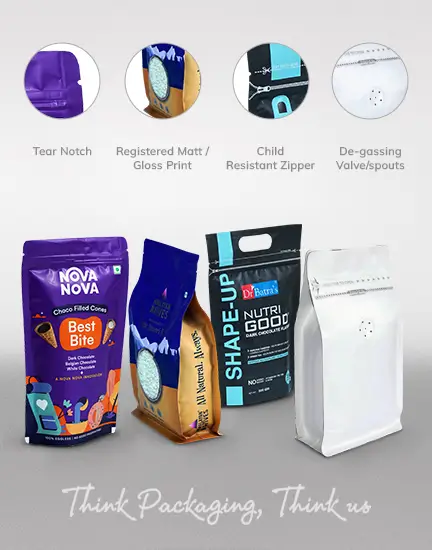 Tear Notch
Registered Matt /
Gloss Print
Child
Resistant Zipper
De-gassing
Valve/spouts
NOVA
NOVA
Choco Filled Cones
Best
Bite
Dark Chocolate
Belgian Chocolate
White Chocolate
A NOVA NOVA INNOVATION
All Natural. Always.
SHAPE-UP
Dr Batra's
NUTRI
GOOD
DARK CHOCOLATE FLAVOUR
Think Packaging, Think us